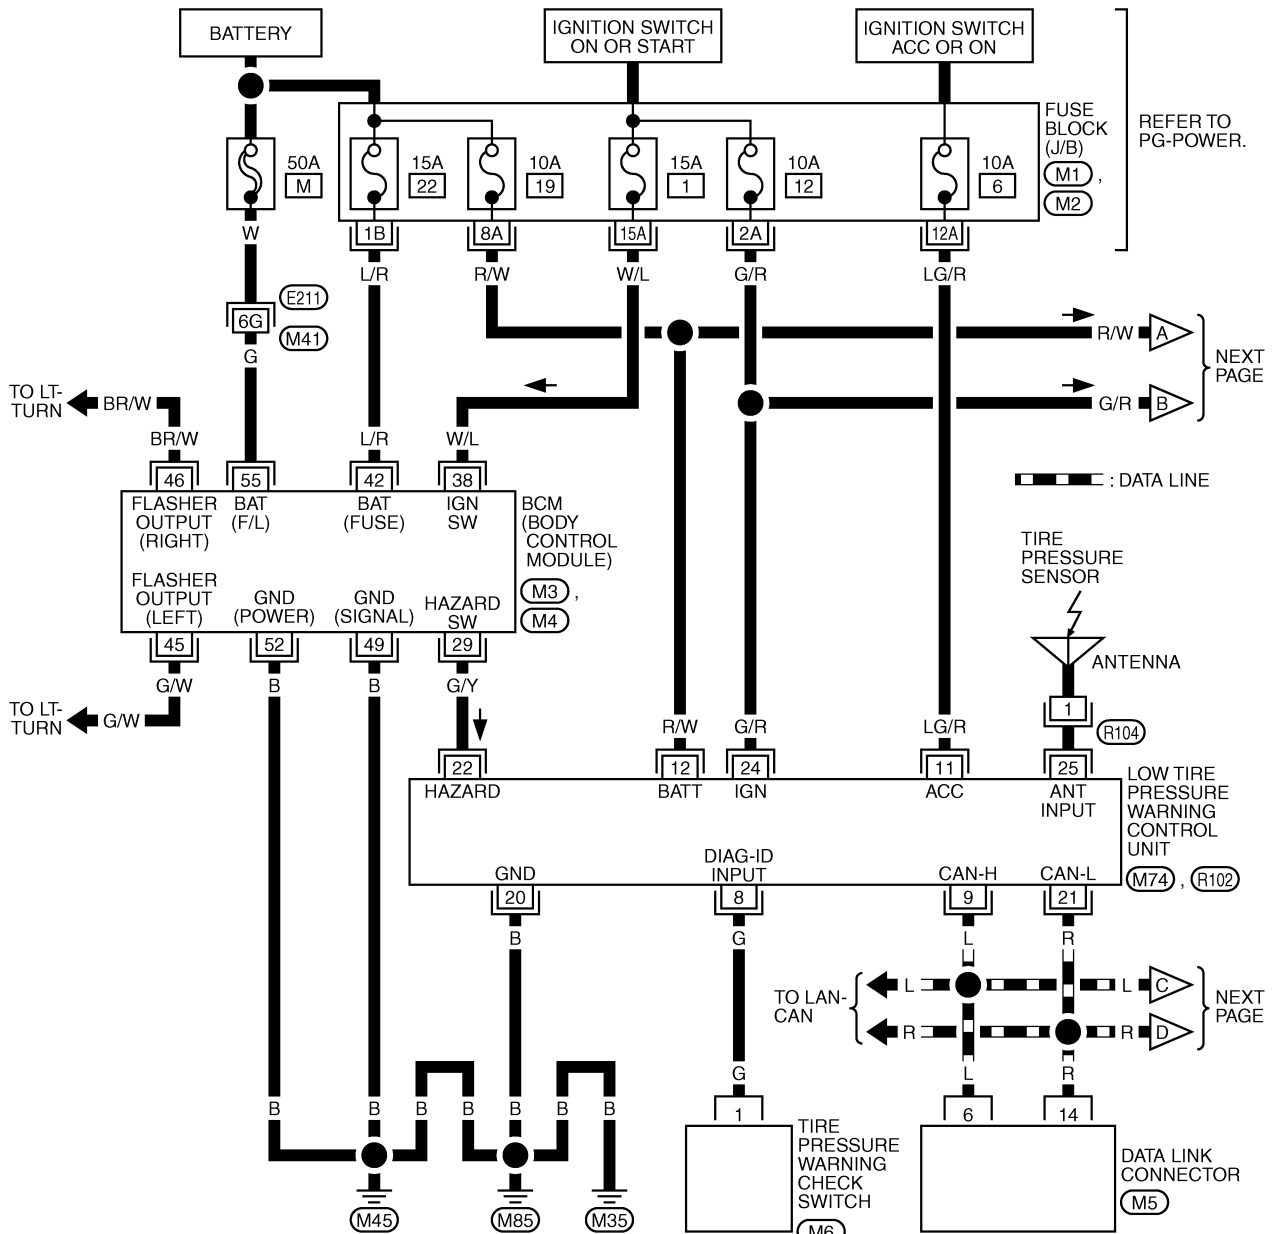 BATTERY
IGNITION SWITCH
ON OR START
IGNITION SWITCH
ACC OR ON
FUSE
BLOCK
(J/B)
M1 ,
M2
REFER TO
PG-POWER.
50A
M
15A
22
10A
19
15A
1
10A
12
10A
6
1B
8A
15A
2A
12A
W
L/R
R/W
W/L
G/R
LG/R
6G
E211
M41
G
R/W
A
G/R
B
NEXT
PAGE
TO LT-
TURN
BR/W
BR/W
L/R
W/L
: DATA LINE
46
55
42
38
FLASHER
OUTPUT
(RIGHT)
BAT
(F/L)
BAT
(FUSE)
IGN
SW
BCM
(BODY
CONTROL
MODULE)
M3 ,
M4
FLASHER
OUTPUT
(LEFT)
GND
(POWER)
GND
(SIGNAL)
HAZARD
SW
45
52
49
29
TIRE
PRESSURE
SENSOR
ANTENNA
1
R104
G/W
B
B
G/Y
TO LT-
TURN
G/W
R/W
G/R
LG/R
22
12
24
11
25
HAZARD
BATT
IGN
ACC
ANT
INPUT
LOW TIRE
PRESSURE
WARNING
CONTROL
UNIT
M74 , R102
GND
DIAG-ID
INPUT
CAN-H
CAN-L
20
8
9
21
B
G
L
R
TO LAN-
CAN
L
L
C
R
R
D
NEXT
PAGE
G
L
R
B
B
B
B
B
B
B
1
6
14
TIRE
PRESSURE
WARNING
CHECK
SWITCH
M6
DATA LINK
CONNECTOR
M5
M45
M85
M35